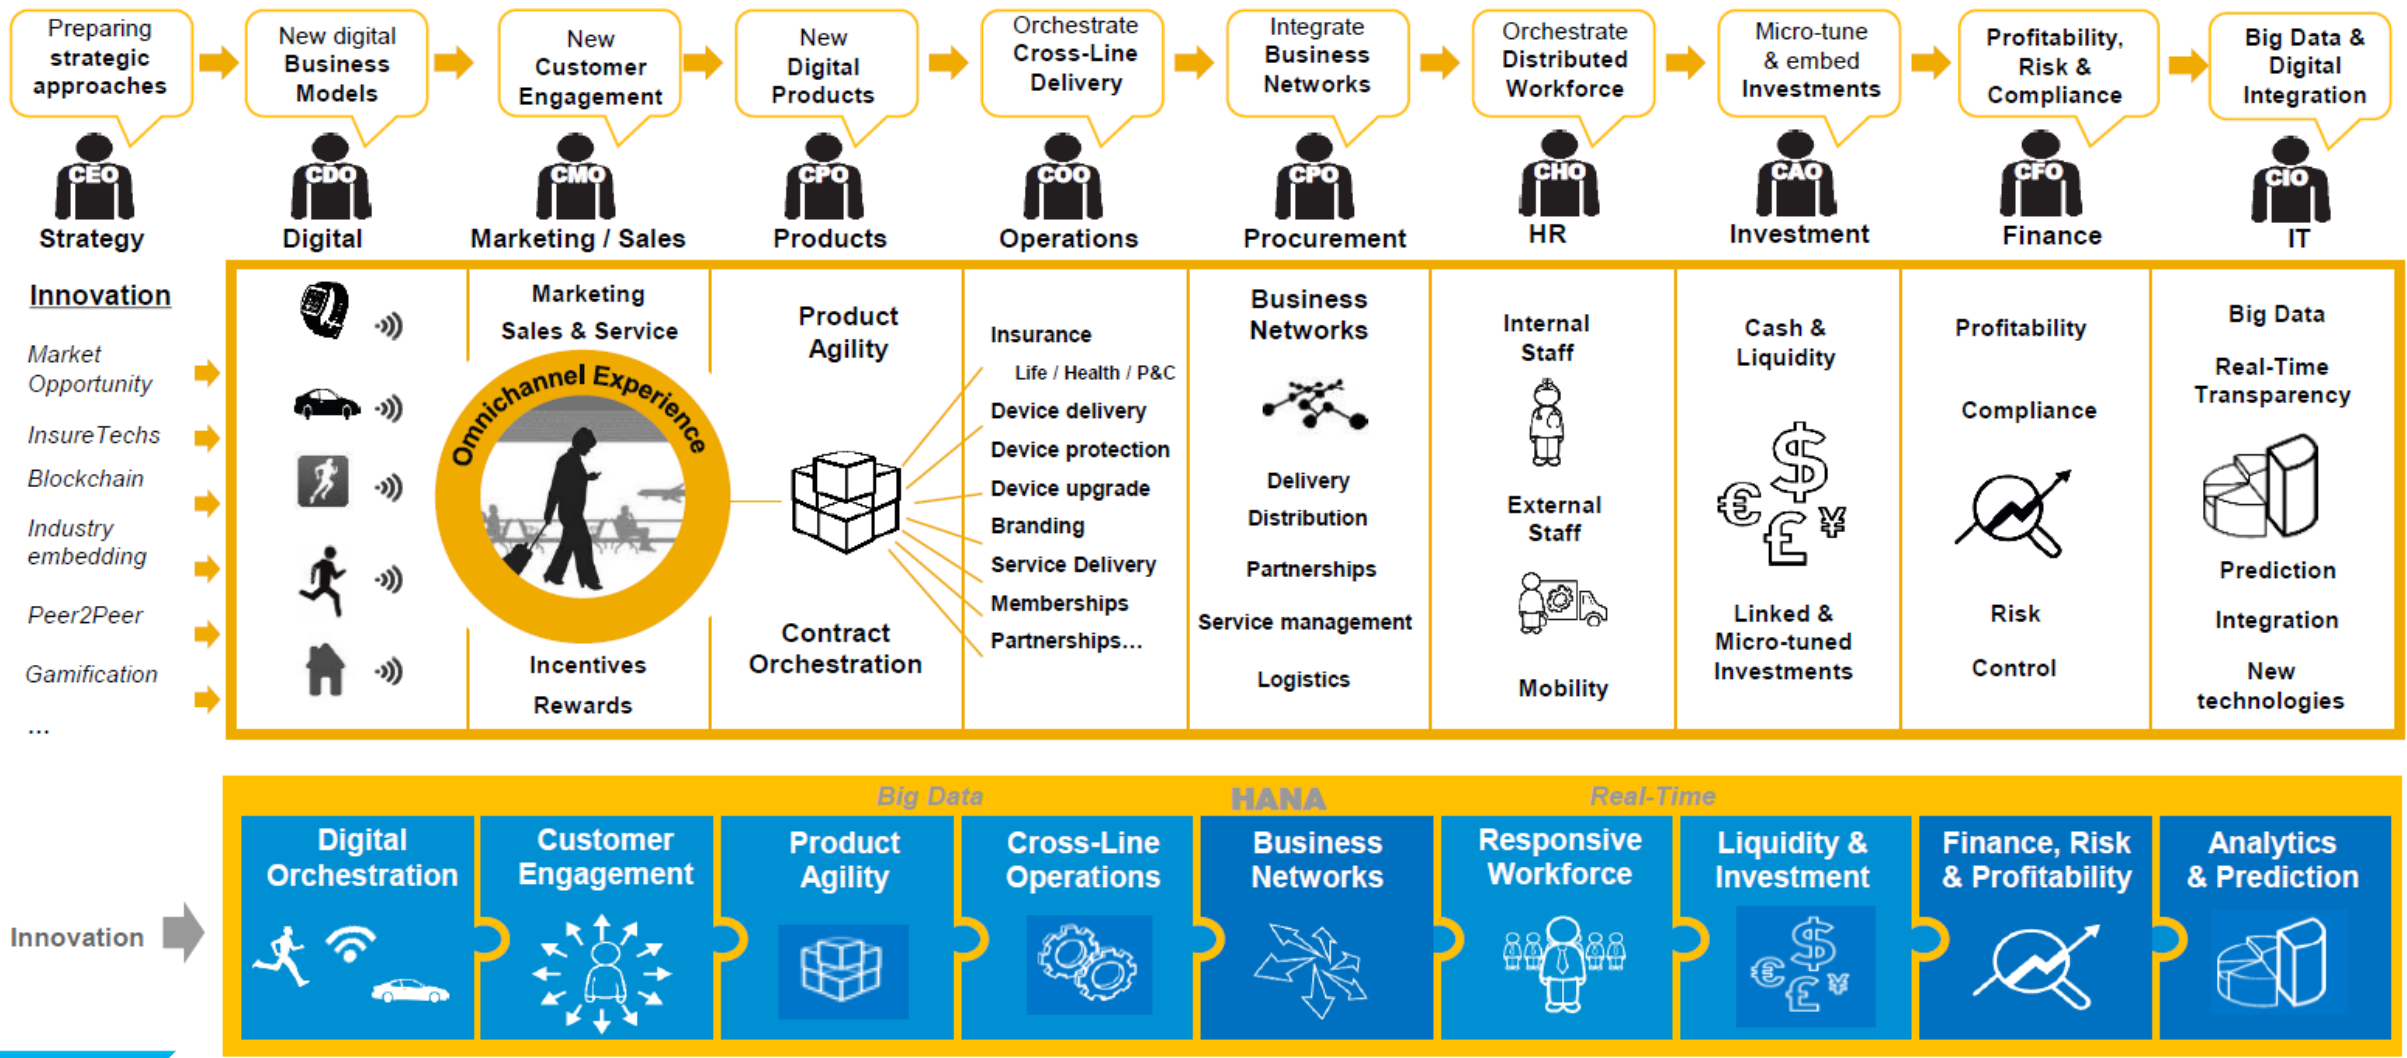 Preparing
strategic
approaches
New digital
Business
Models
New
Customer
Engagement
New
Digital
Products
Orchestrate
Cross-Line
Delivery
Integrate
Business
Networks
Orchestrate
Distributed
Workforce
Micro-tune
& embed
Investments
Profitability,
Risk &
Compliance
Big Data &
Digital
Integration
CEO
CDO
CMO
CPO
COO
CPO
CHO
CAO
CFO
CIO
Strategy
Digital
Marketing / Sales
Products
Operations
Procurement
HR
Investment
Finance
IT
Innovation
Market
Opportunity
InsureTechs
Blockchain
Industry
embedding
Peer2Peer
Gamification
...
Marketing
Sales & Service
Omnichannel Experience
Incentives
Rewards
Product
Agility
Contract
Orchestration
Insurance
Life / Health / P&C
Device delivery
Device protection
Device upgrade
Branding
Service Delivery
Memberships
Partnerships...
Business
Networks
Delivery
Distribution
Partnerships
Service management
Logistics
Internal
Staff
External
Staff
Mobility
Cash &
Liquidity
$
€
£
¥
Linked &
Micro-tuned
Investments
Profitability
Compliance
Risk
Control
Big Data
Real-Time
Transparency
Prediction
Integration
New
technologies
Big Data
HANA
Real-Time
Innovation
Digital
Orchestration
Customer
Engagement
Product
Agility
Cross-Line
Operations
Business
Networks
Responsive
Workforce
Liquidity &
Investment
$
€
£
¥
Finance, Risk
& Profitability
Analytics
& Prediction